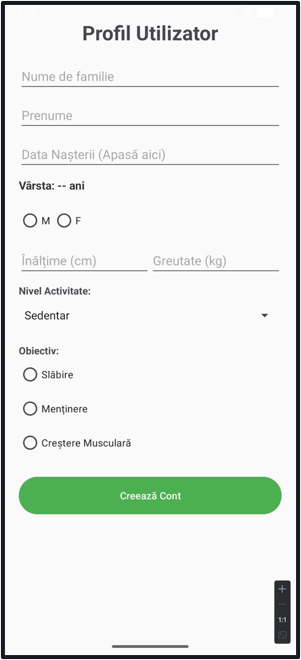 Profil Utilizator
Nume de familie
Prenume
Data Nașterii (Apasă aici)
Vârsta: -- ani
M F
Înălțime (cm) Greutate (kg)
Nivel Activitate:
Sedentar
Obiectiv:
Slăbire
Menținere
Creștere Musculară
Creează Cont
1:1